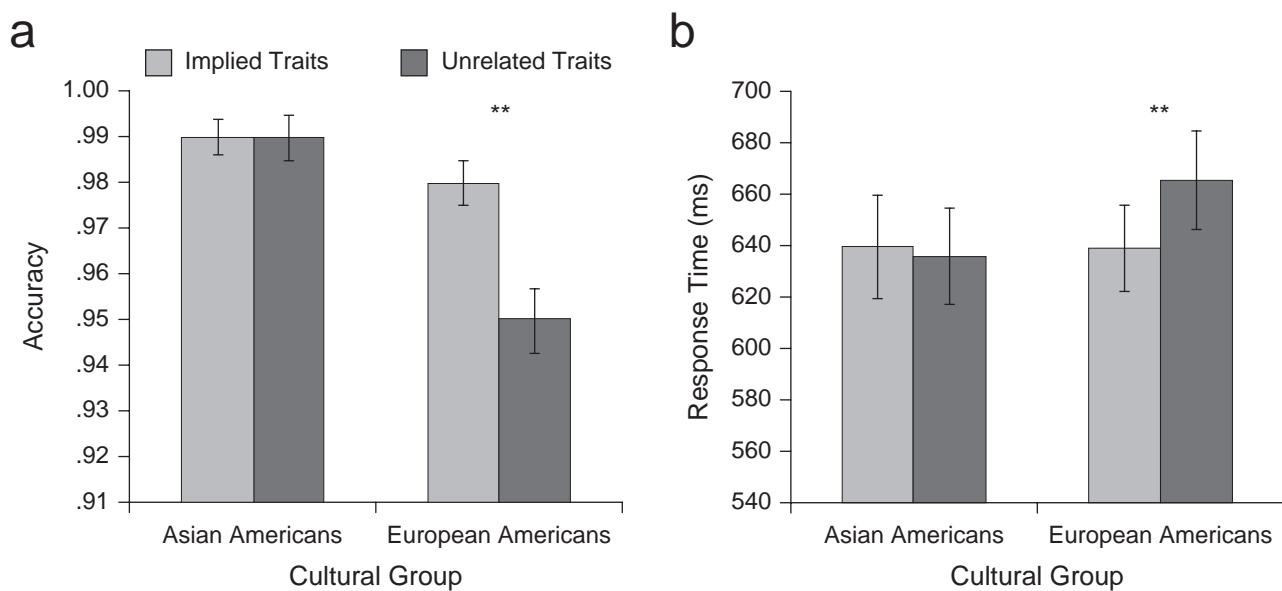 a
Implied Traits
Unrelated Traits
1.00
.99
.98
.97
.96
.95
.94
.93
.92
.91
Accuracy
**
Asian Americans
European Americans
Cultural Group
b
700
680
660
640
620
600
580
560
540
Response Time (ms)
**
Asian Americans
European Americans
Cultural Group